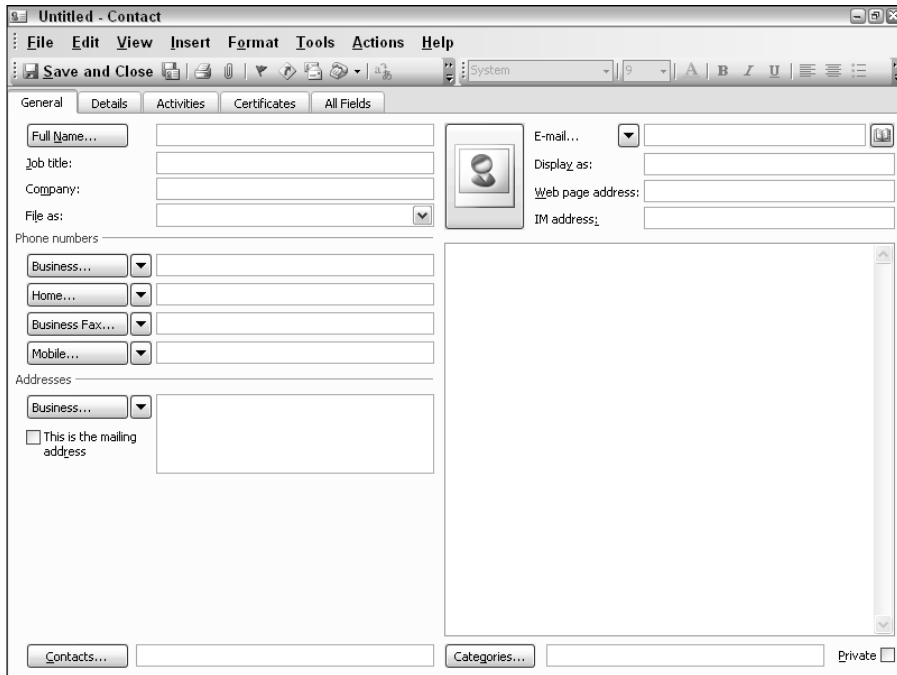 Untitled - Contact
File Edit View Insert Format Tools Actions Help
Save and Close System 9 A B I U
General Details Activities Certificates All Fields
Full Name... E-mail...
Job title: Display as:
Company: Web page address:
File as: IM address:
Phone numbers
Business...
Home...
Business Fax...
Mobile...
Addresses
Business...
This is the mailing
address
Contacts... Categories... Private